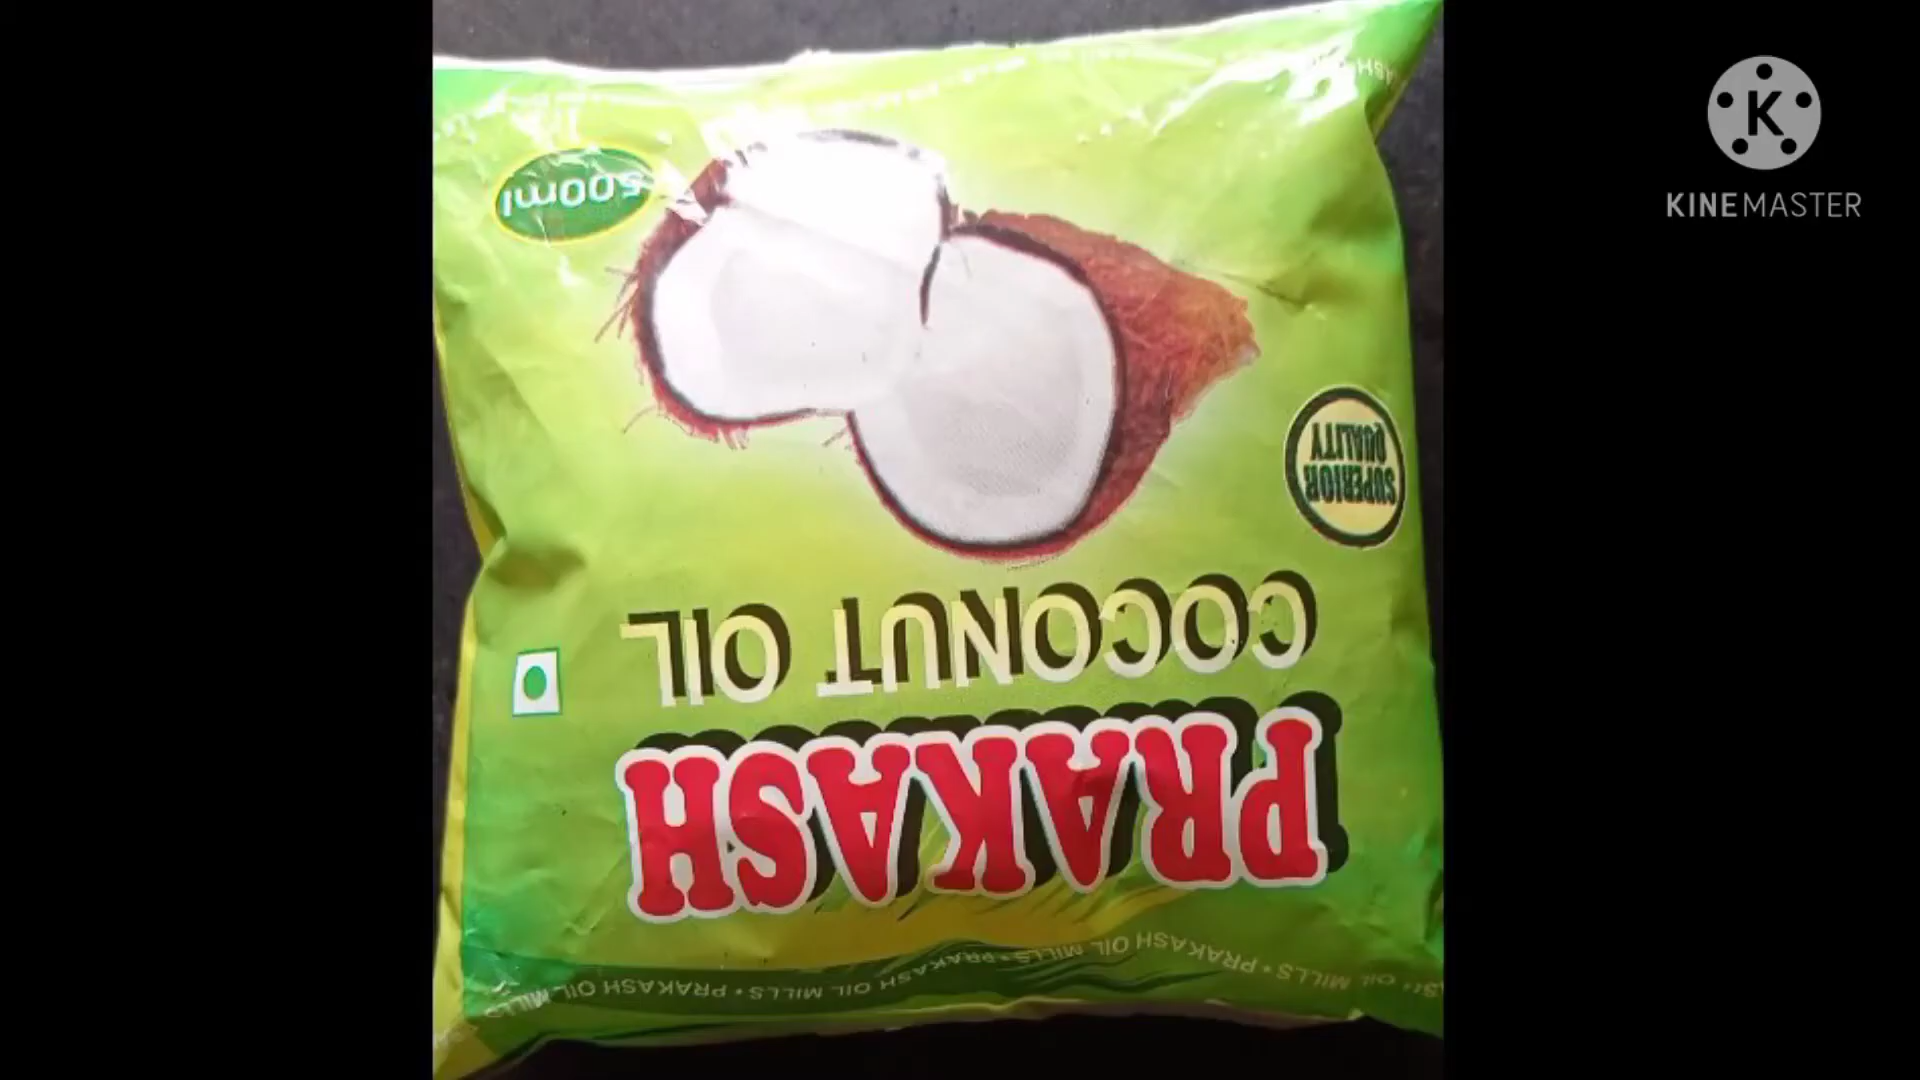 PRAKASH OIL MILLS • PRAKASH OIL MILLS • PRAKASH OIL MILLS
PRAKASH
COCONUT OIL
SUPERIOR
QUALITY
500ml
K
KINEMASTER